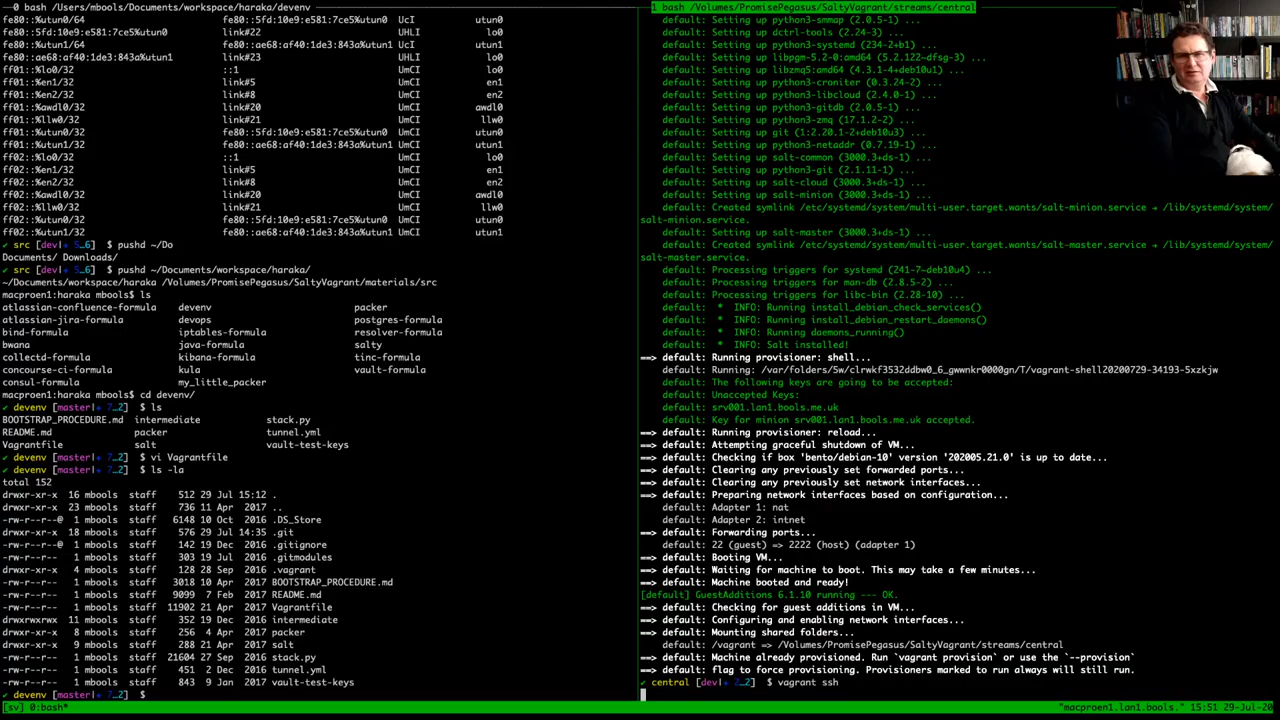 0 bash /Users/mbools/Documents/workspace/haraka/devenv
fe80::%utun0/64 fe80::5fd:10e9:e581:7ce5%utun0 UcI utun0
fe80::5fd:10e9:e581:7ce5%utun0 link#22 UHLI lo0
fe80::%utun1/64 fe80::ae68:af40:1de3:843a%utun1 UcI utun1
fe80::ae68:af40:1de3:843a%utun1 link#23 UHLI lo0
ff01::%lo0/32 ::1 UmCI lo0
ff01::%en1/32 link#5 UmCI en1
ff01::%en2/32 link#8 UmCI en2
ff01::%awdl0/32 link#20 UmCI awdl0
ff01::%llw0/32 link#21 UmCI llw0
ff01::%utun0/32 fe80::5fd:10e9:e581:7ce5%utun0 UmCI utun0
ff01::%utun1/32 fe80::ae68:af40:1de3:843a%utun1 UmCI utun1
ff02::%lo0/32 ::1 UmCI lo0
ff02::%en1/32 link#5 UmCI en1
ff02::%en2/32 link#8 UmCI en2
ff02::%awdl0/32 link#20 UmCI awdl0
ff02::%llw0/32 link#21 UmCI llw0
ff02::%utun0/32 fe80::5fd:10e9:e581:7ce5%utun0 UmCI utun0
ff02::%utun1/32 fe80::ae68:af40:1de3:843a%utun1 UmCI utun1
✔ src [dev|✚ 5…6] $ pushd ~/Do
Documents/ Downloads/
✔ src [dev|✚ 5…6] $ pushd ~/Documents/workspace/haraka/
~/Documents/workspace/haraka /Volumes/PromisePegasus/SaltyVagrant/materials/src
macproen1:haraka mbools$ ls
atlassian-confluence-formula devenv packer
atlassian-jira-formula devops postgres-formula
bind-formula iptables-formula resolver-formula
bwana java-formula salty
collectd-formula kibana-formula tinc-formula
concourse-ci-formula kula vault-formula
consul-formula my_little_packer
macproen1:haraka mbools$ cd devenv/
✔ devenv [master|✚ 7…2] $ ls
BOOTSTRAP_PROCEDURE.md intermediate stack.py
README.md packer tunnel.yml
Vagrantfile salt vault-test-keys
✔ devenv [master|✚ 7…2] $ vi Vagrantfile
✔ devenv [master|✚ 7…2] $ ls -la
total 152
drwxr-xr-x 16 mbools staff 512 29 Jul 15:12 .
drwxr-xr-x 23 mbools staff 736 11 Apr 2017 ..
-rw-r--r--@ 1 mbools staff 6148 10 Oct 2016 .DS_Store
drwxr-xr-x 18 mbools staff 576 29 Jul 14:35 .git
-rw-r--r--@ 1 mbools staff 142 19 Dec 2016 .gitignore
-rw-r--r-- 1 mbools staff 303 19 Jul 2016 .gitmodules
drwxr-xr-x 4 mbools staff 128 28 Sep 2016 .vagrant
-rw-r--r-- 1 mbools staff 3018 10 Apr 2017 BOOTSTRAP_PROCEDURE.md
-rw-r--r-- 1 mbools staff 9099 7 Feb 2017 README.md
-rw-r--r-- 1 mbools staff 11902 21 Apr 2017 Vagrantfile
drwxrwxrwx 11 mbools staff 352 19 Dec 2016 intermediate
drwxr-xr-x 8 mbools staff 256 4 Apr 2017 packer
drwxr-xr-x 9 mbools staff 288 21 Apr 2017 salt
-rw-r--r-- 1 mbools staff 21604 27 Sep 2016 stack.py
-rw-r--r-- 1 mbools staff 451 2 Dec 2016 tunnel.yml
-rw-r--r-- 1 mbools staff 843 9 Jan 2017 vault-test-keys
✔ devenv [master|✚ 7…2] $
1 bash /Volumes/PromisePegasus/SaltyVagrant/streams/central
default: Setting up python3-smmap (2.0.5-1) ...
default: Setting up dctrl-tools (2.24-3) ...
default: Setting up python3-systemd (234-2+b1) ...
default: Setting up libpgm-5.2-0:amd64 (5.2.122~dfsg-3) ...
default: Setting up libzmq5:amd64 (4.3.1-4+deb10u1) ...
default: Setting up python3-croniter (0.3.24-2) ...
default: Setting up python3-libcloud (2.4.0-1) ...
default: Setting up python3-gitdb (2.0.5-1) ...
default: Setting up python3-zmq (17.1.2-2) ...
default: Setting up git (1:2.20.1-2+deb10u3) ...
default: Setting up python3-netaddr (0.7.19-1) ...
default: Setting up salt-common (3000.3+ds-1) ...
default: Setting up python3-git (2.1.11-1) ...
default: Setting up salt-cloud (3000.3+ds-1) ...
default: Setting up salt-minion (3000.3+ds-1) ...
default: Created symlink /etc/systemd/system/multi-user.target.wants/salt-minion.service → /lib/systemd/system/
salt-minion.service.
default: Setting up salt-master (3000.3+ds-1) ...
default: Created symlink /etc/systemd/system/multi-user.target.wants/salt-master.service → /lib/systemd/system/
salt-master.service.
default: Processing triggers for systemd (241-7~deb10u4) ...
default: Processing triggers for man-db (2.8.5-2) ...
default: Processing triggers for libc-bin (2.28-10) ...
default: * INFO: Running install_debian_check_services()
default: * INFO: Running install_debian_restart_daemons()
default: * INFO: Running daemons_running()
default: * INFO: Salt installed!
==> default: Running provisioner: shell...
default: Running: /var/folders/5w/clrwkf3532ddbw0_6_gwwnkr0000gn/T/vagrant-shell20200729-34193-5xzkjw
default: The following keys are going to be accepted:
default: Unaccepted Keys:
default: srv001.lan1.bools.me.uk
default: Key for minion srv001.lan1.bools.me.uk accepted.
==> default: Running provisioner: reload...
==> default: Attempting graceful shutdown of VM...
==> default: Checking if box 'bento/debian-10' version '202005.21.0' is up to date...
==> default: Clearing any previously set forwarded ports...
==> default: Clearing any previously set network interfaces...
==> default: Preparing network interfaces based on configuration...
default: Adapter 1: nat
default: Adapter 2: intnet
==> default: Forwarding ports...
default: 22 (guest) => 2222 (host) (adapter 1)
==> default: Booting VM...
==> default: Waiting for machine to boot. This may take a few minutes...
==> default: Machine booted and ready!
[default] GuestAdditions 6.1.10 running --- OK.
==> default: Checking for guest additions in VM...
==> default: Configuring and enabling network interfaces...
==> default: Mounting shared folders...
default: /vagrant => /Volumes/PromisePegasus/SaltyVagrant/streams/central
==> default: Machine already provisioned. Run `vagrant provision` or use the `--provision`
==> default: flag to force provisioning. Provisioners marked to run always will still run.
✔ central [dev|✚ 2…2] $ vagrant ssh
[sv] 0:bash* "macproen1.lan1.bools." 15:51 29-Jul-20